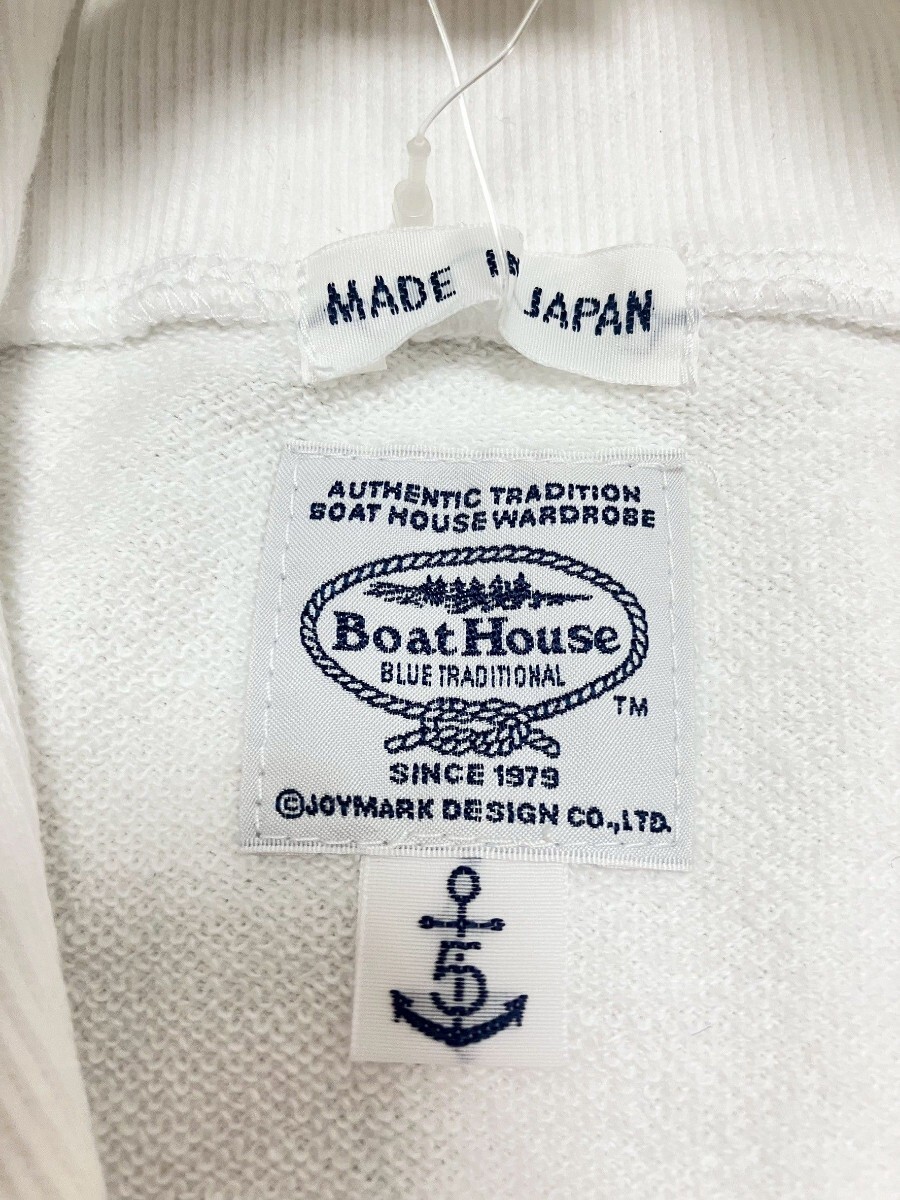 MADE IN JAPAN
AUTHENTIC TRADITION
BOAT HOUSE WARDROBE
Boat House
BLUE TRADITIONAL
TM
SINCE 1979
©JOYMARK DESIGN CO.,LTD.
5